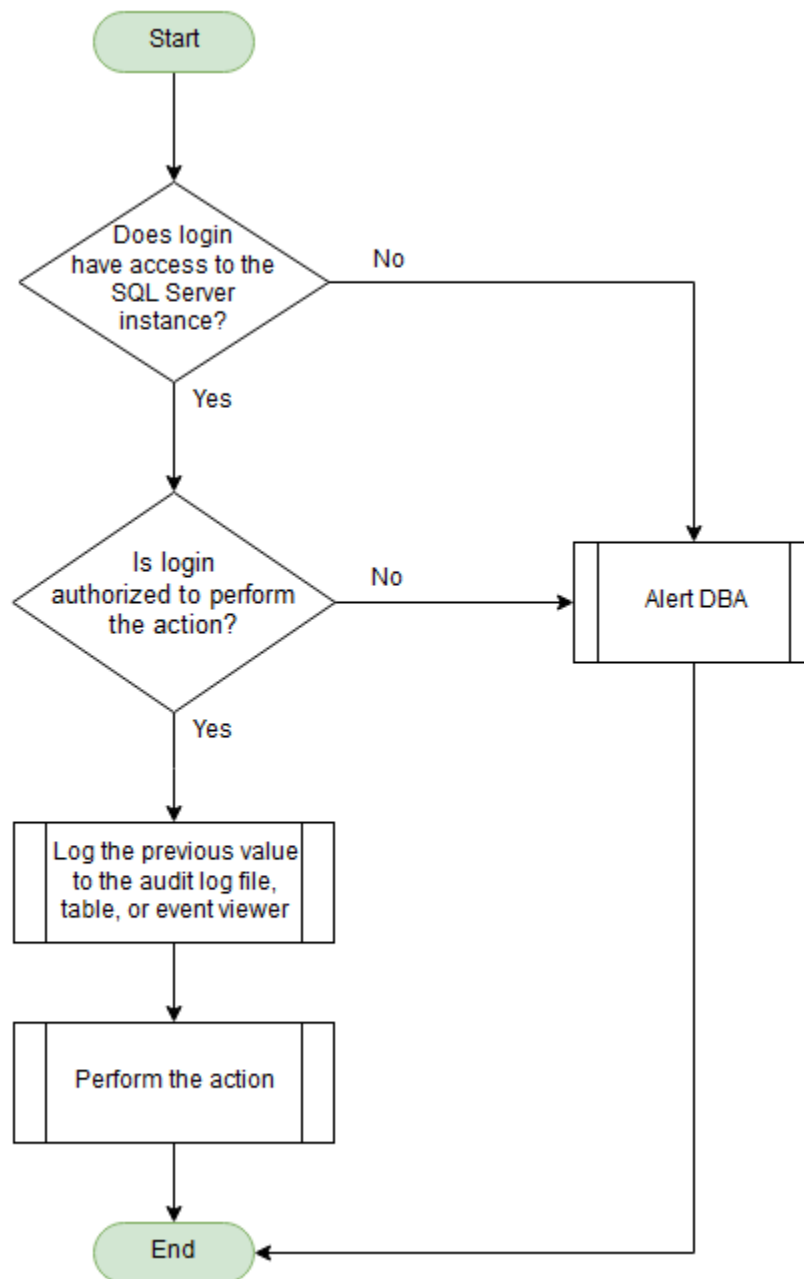 Start
Does login
have access to the
SQL Server
instance?
No
Yes
Is login
authorized to perform
the action?
No
Alert DBA
Yes
Log the previous value
to the audit log file,
table, or event viewer
Perform the action
End